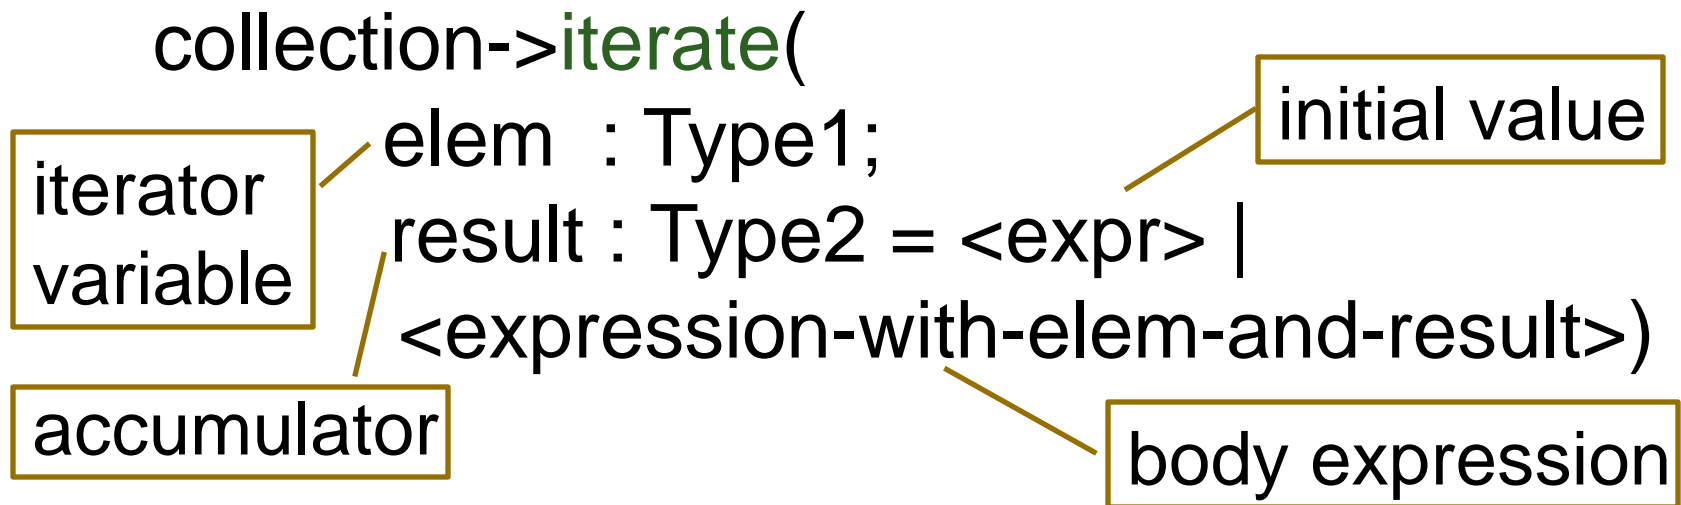 collection->iterate(
elem : Type1;
result : Type2 = <expr> |
<expression-with-elem-and-result>)
initial value
iterator
variable
accumulator
body expression